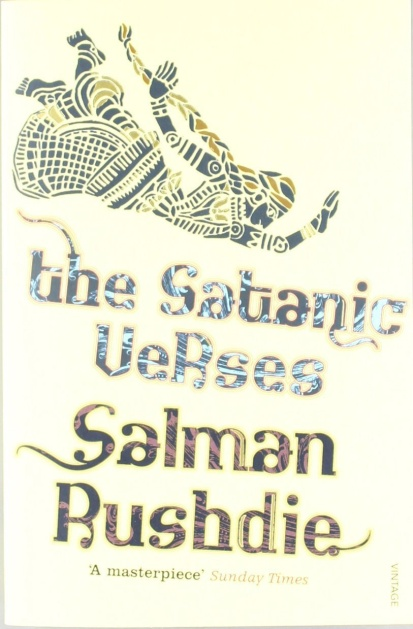 the Satanic
VeRses
Salman
Rushdie
'A masterpiece' Sunday Times
VINTAGE